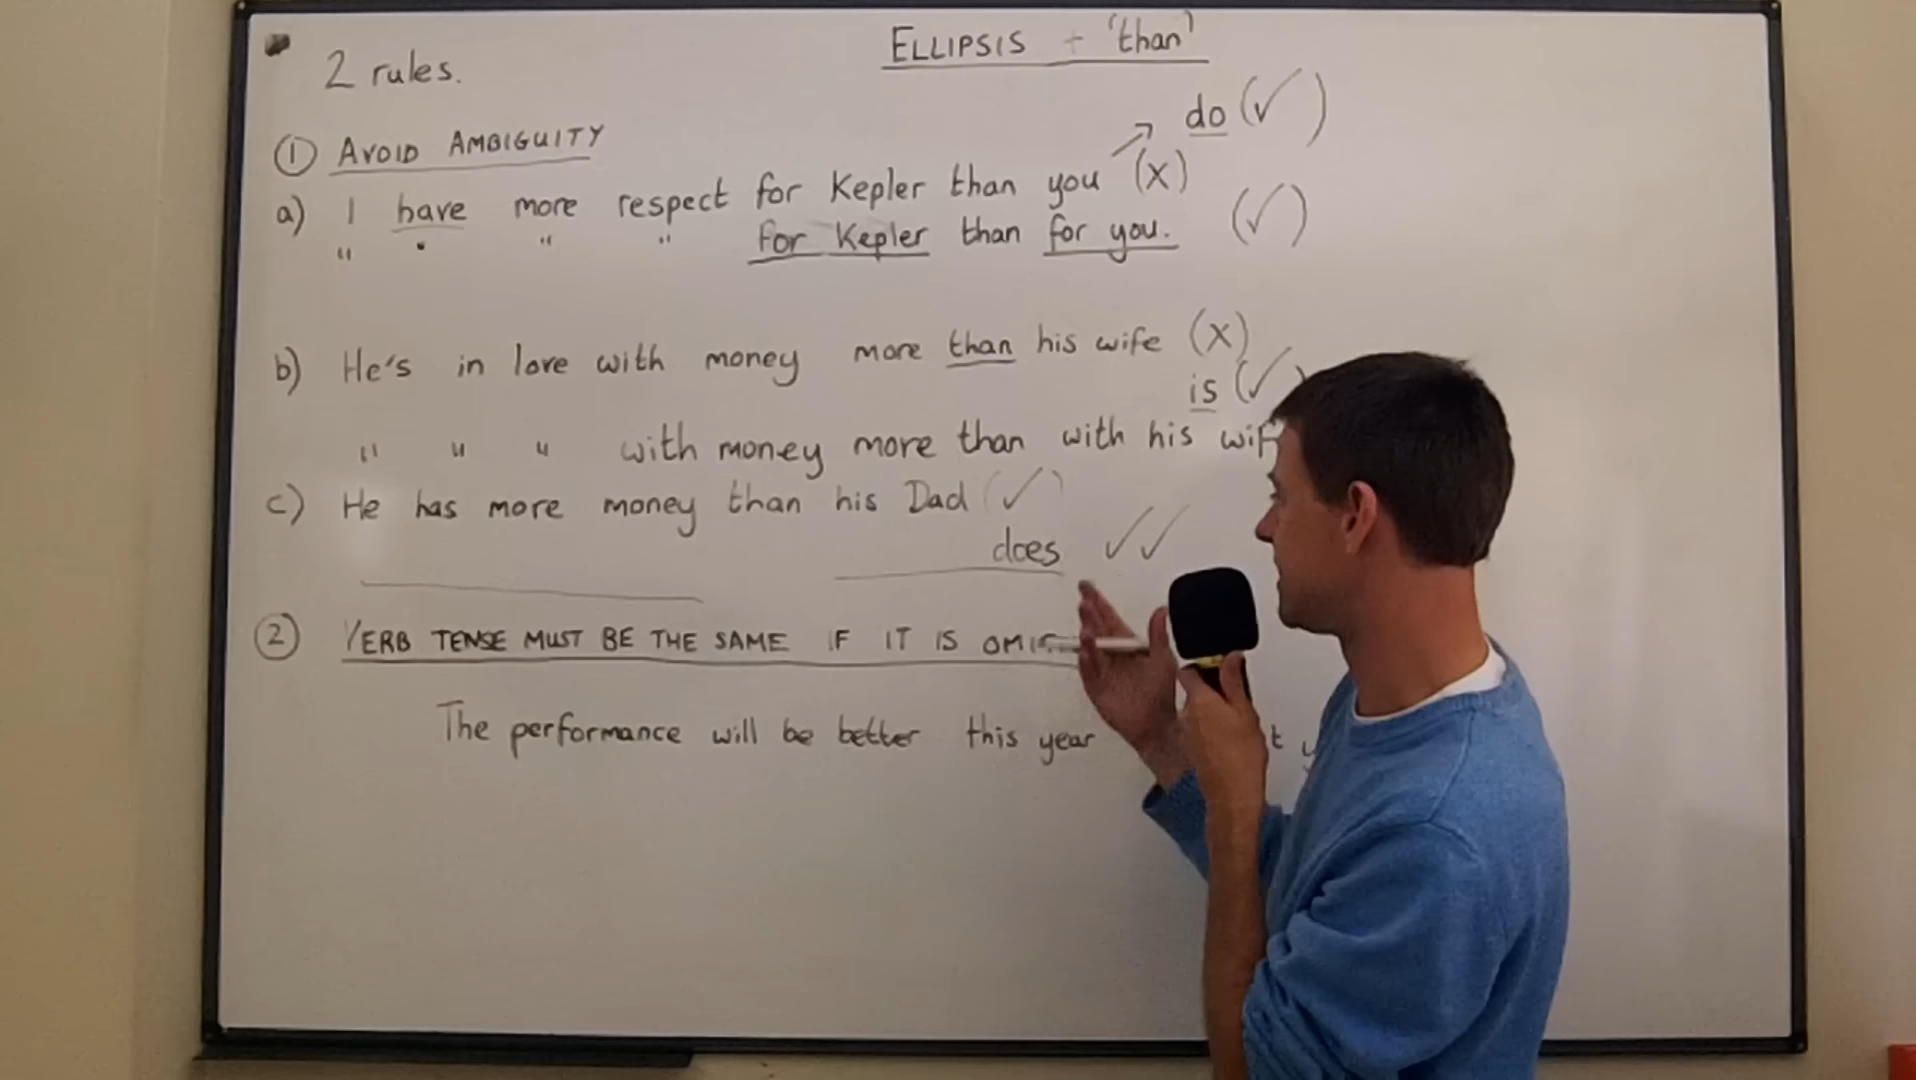 ELLIPSIS + 'than'
2 rules.
① AVOID AMBIGUITY
do (✓)
a) I have more respect for Kepler than you (x)
" " " " for Kepler than for you. (✓)
b) He's in love with money more than his wife (x)
is (✓)
" " " with money more than with his
c) He has more money than his Dad (✓)
does ✓✓
② VERB TENSE MUST BE THE SAME IF IT IS
The performance will be better this year